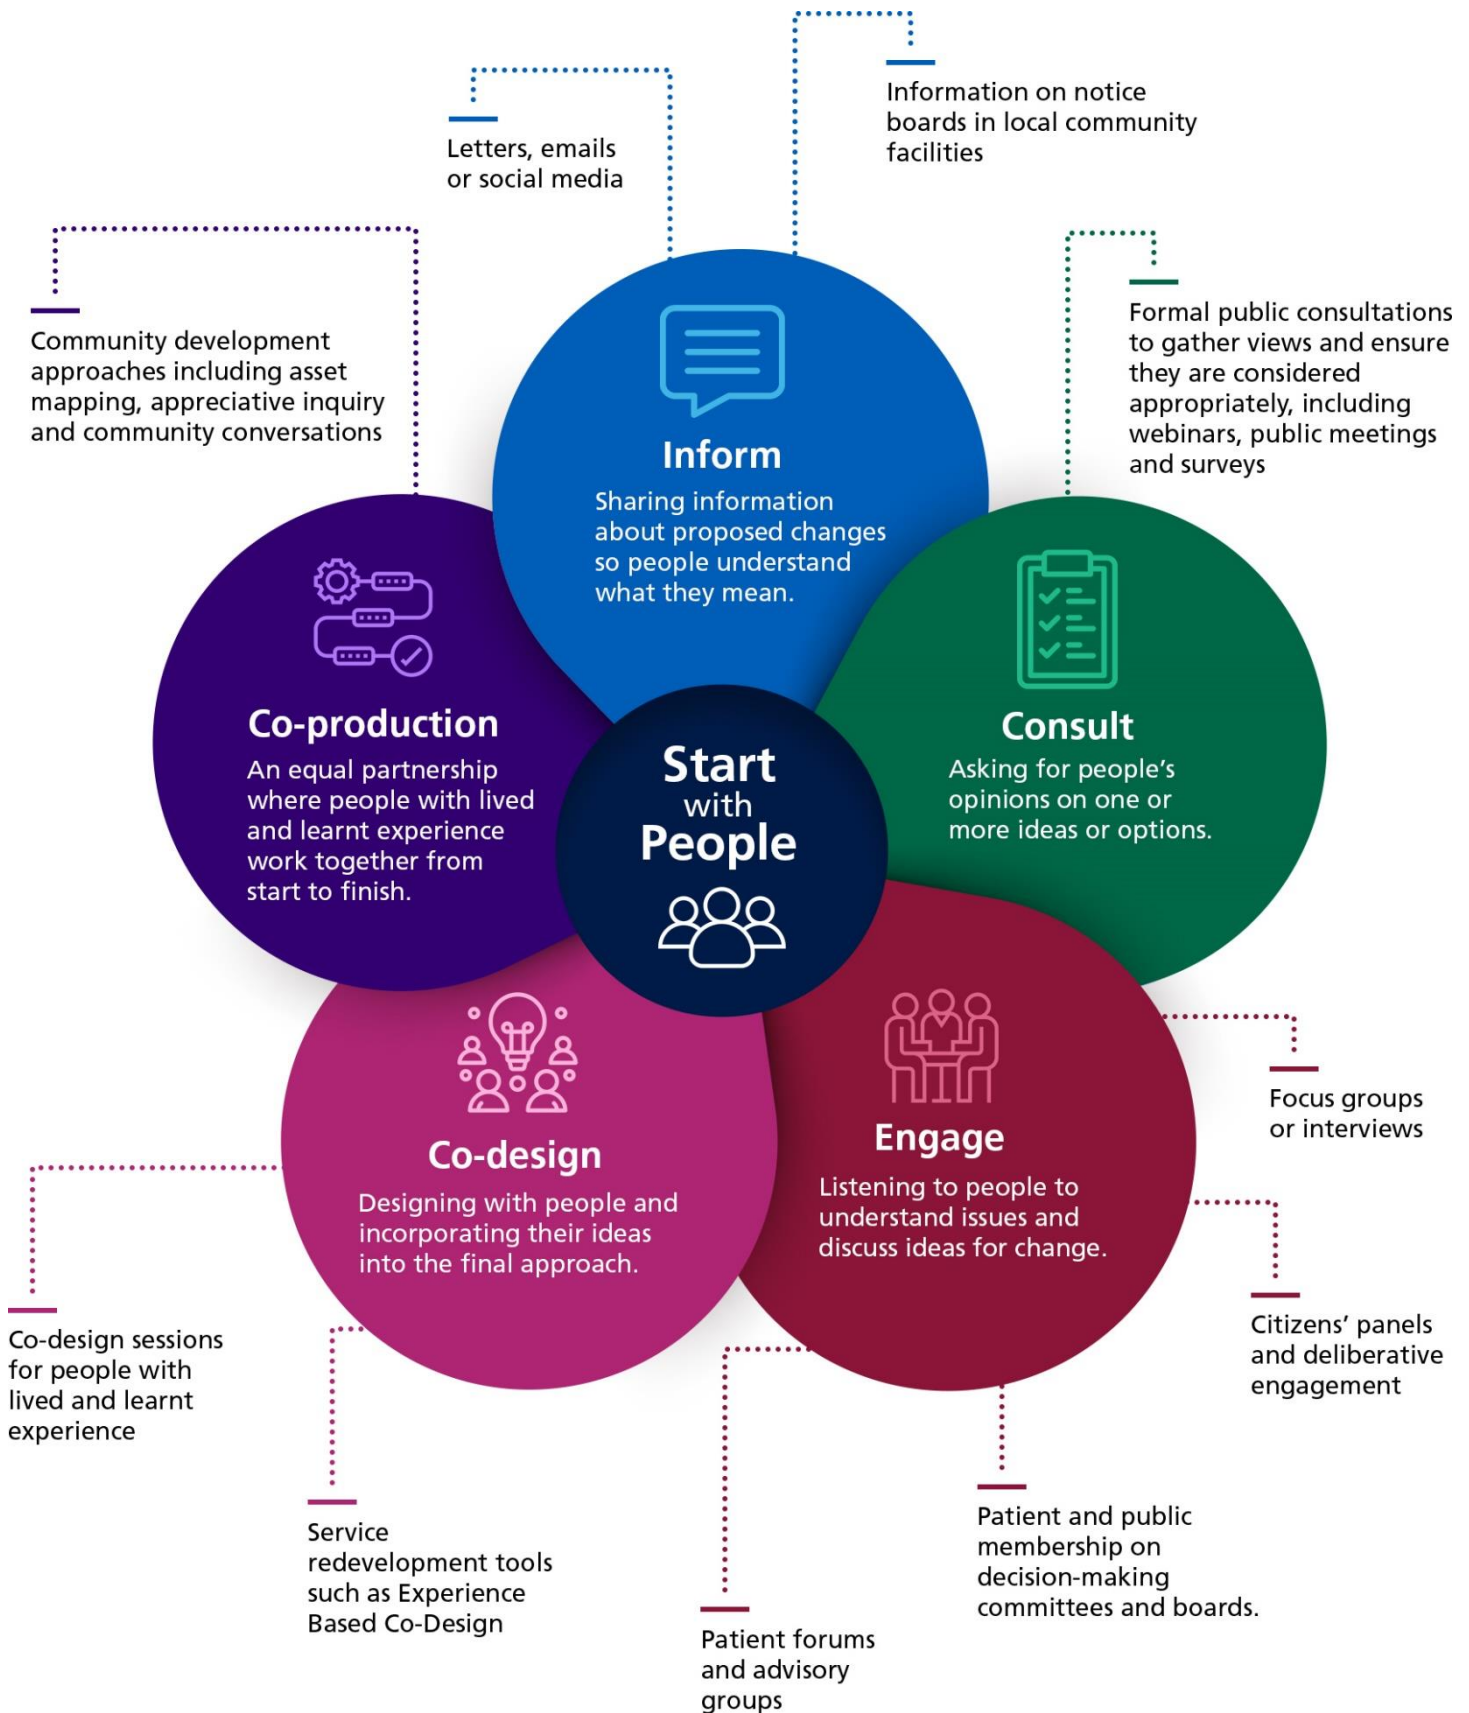 Information on notice
boards in local community
facilities
Letters, emails
or social media
Community development
approaches including asset
mapping, appreciative inquiry
and community conversations
Formal public consultations
to gather views and ensure
they are considered
appropriately, including
webinars, public meetings
and surveys
Inform
Sharing information
about proposed changes
so people understand
what they mean.
Co-production
An equal partnership
where people with lived
and learnt experience
work together from
start to finish.
Start
with
People
Consult
Asking for people’s
opinions on one or
more ideas or options.
Co-design
Designing with people and
incorporating their ideas
into the final approach.
Engage
Listening to people to
understand issues and
discuss ideas for change.
Focus groups
or interviews
Citizens’ panels
and deliberative
engagement
Co-design sessions
for people with
lived and learnt
experience
Service
redevelopment tools
such as Experience
Based Co-Design
Patient and public
membership on
decision-making
committees and boards.
Patient forums
and advisory
groups